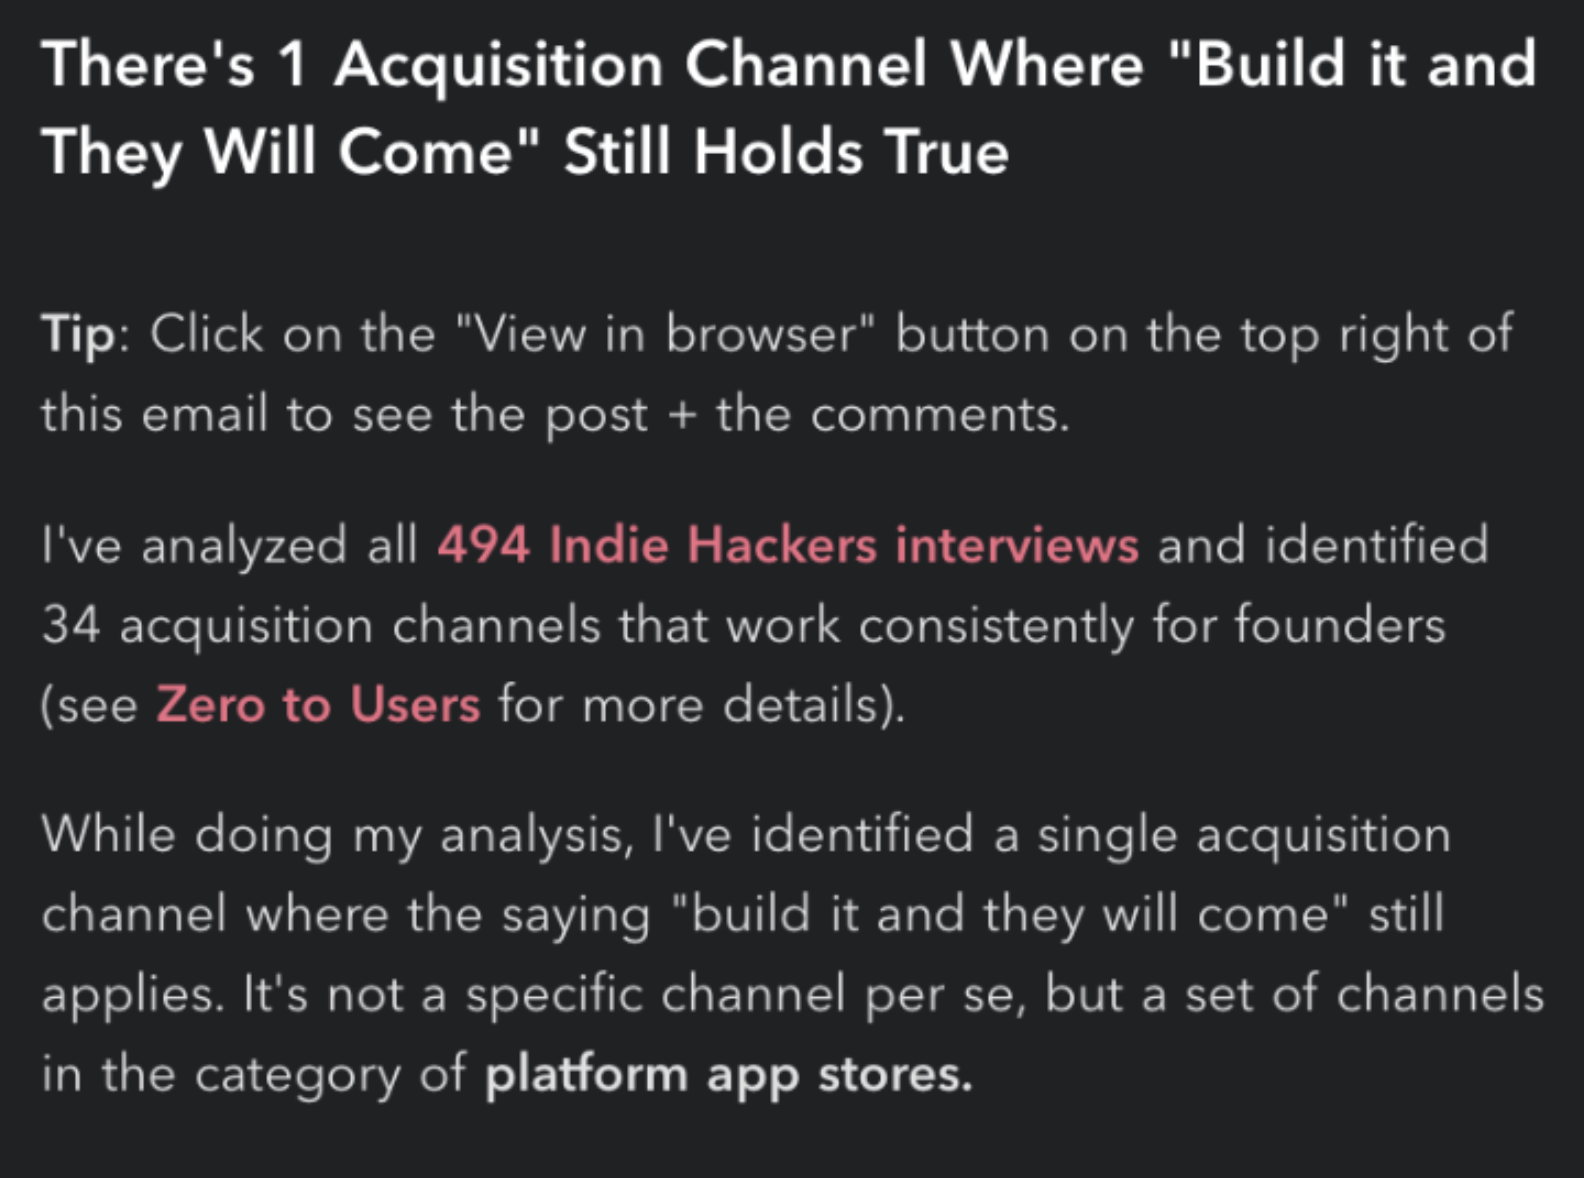 There's 1 Acquisition Channel Where "Build it and
They Will Come" Still Holds True
Tip: Click on the "View in browser" button on the top right of
this email to see the post + the comments.
I've analyzed all 494 Indie Hackers interviews and identified
34 acquisition channels that work consistently for founders
(see Zero to Users for more details).
While doing my analysis, I've identified a single acquisition
channel where the saying "build it and they will come" still
applies. It's not a specific channel per se, but a set of channels
in the category of platform app stores.